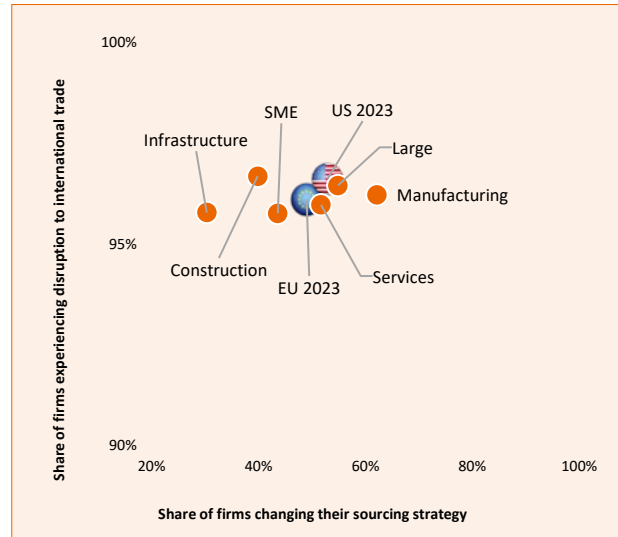 100%
SME
US 2023
Infrastructure
Large
Manufacturing
95%
Construction
Services
EU 2023
90%
20%
40%
60%
80%
100%
Share of firms experiencing disruption to international trade
Share of firms changing their sourcing strategy